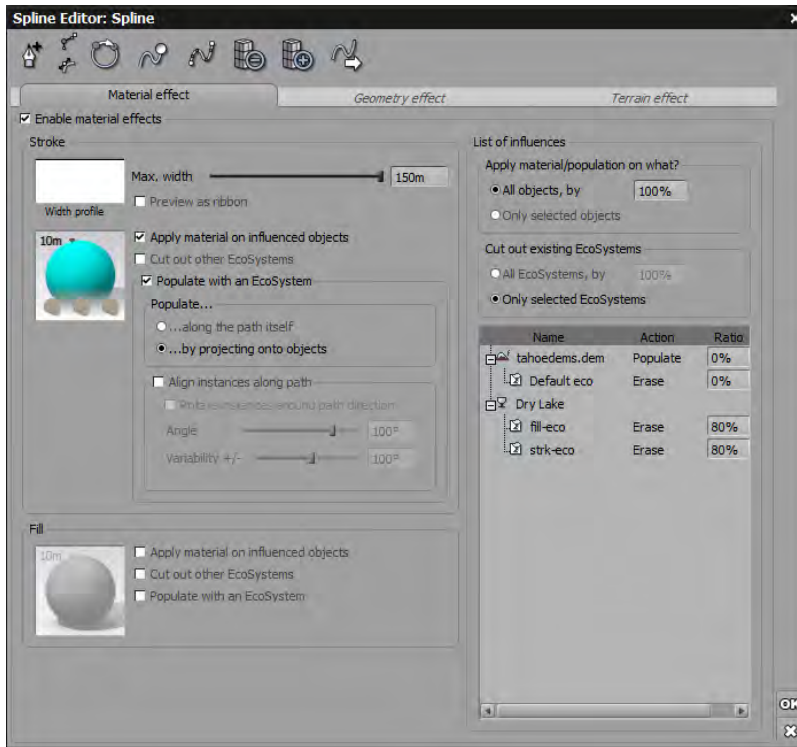 Spline Editor: Spline
Material effect
Geometry effect
Terrain effect
Enable material effects
Stroke
Width profile
Max. width
150m
Preview as ribbon
10m
Apply material on influenced objects
Cut out other EcoSystems
Populate with an EcoSystem
Populate...
...along the path itself
...by projecting onto objects
Align instances along path
Rotate instances around path direction
Angle
100°
Variability +/-
100°
Fill
10m
Apply material on influenced objects
Cut out other EcoSystems
Populate with an EcoSystem
List of influences
Apply material/population on what?
All objects, by
100%
Only selected objects
Cut out existing EcoSystems
All EcoSystems, by
100%
Only selected EcoSystems
Name Action Ratio
tahoedems.dem Populate 0%
Default eco Erase 0%
Dry Lake
fill-eco Erase 80%
strk-eco Erase 80%
OK